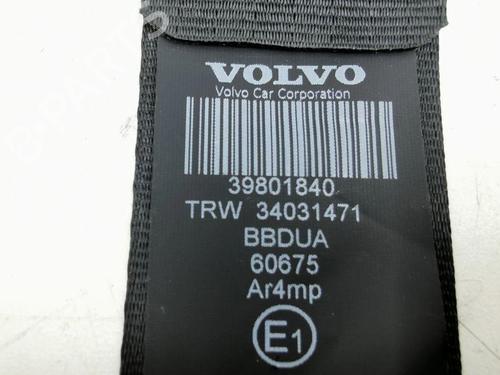 VOLVO
Volvo Car Corporation
39801840
TRW 34031471
BBDUA
60675
Ar4mp
E1